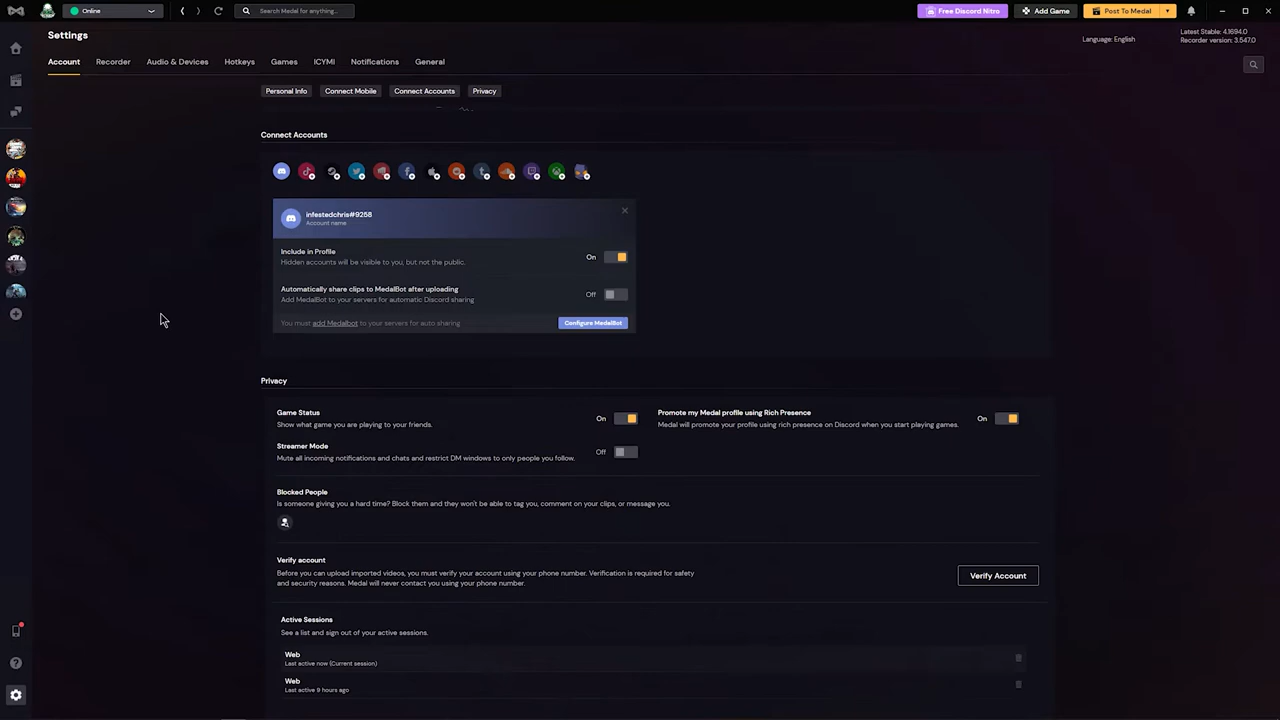 Online
Search Medal for anything...
Free Discord Nitro
Add Game
Post To Medal
Settings
Language: English
Latest Stable: 4.1694.0
Recorder version: 3.547.0
Account
Recorder
Audio & Devices
Hotkeys
Games
ICYMI
Notifications
General
Personal Info
Connect Mobile
Connect Accounts
Privacy
Connect Accounts
infestedchris#9258
Account name
Include in Profile
Hidden accounts will be visible to you, but not the public.
On
Automatically share clips to MedalBot after uploading
Add MedalBot to your servers for automatic Discord sharing
Off
You must add Medalbot to your servers for auto sharing
Configure MedalBot
Privacy
Game Status
Show what game you are playing to your friends.
On
Promote my Medal profile using Rich Presence
Medal will promote your profile using rich presence on Discord when you start playing games.
On
Streamer Mode
Mute all incoming notifications and chats and restrict DM windows to only people you follow.
Off
Blocked People
Is someone giving you a hard time? Block them and they won't be able to tag you, comment on your clips, or message you.
Verify account
Before you can upload imported videos, you must verify your account using your phone number. Verification is required for safety
and security reasons. Medal will never contact you using your phone number.
Verify Account
Active Sessions
See a list and sign out of your active sessions.
Web
Last active now (Current session)
Web
Last active 9 hours ago